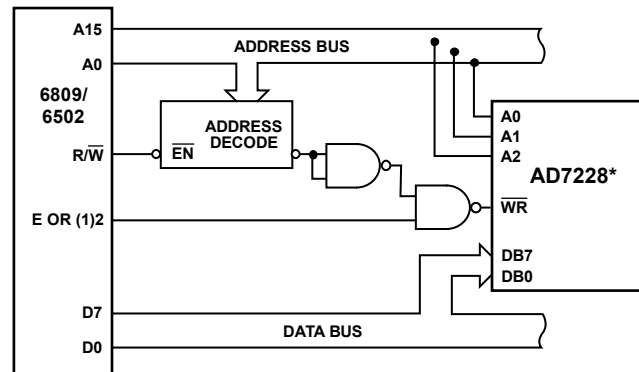 A15
ADDRESS BUS
A0
6809/
6502
ADDRESS
DECODE
EN
R/W
A0
A1
A2
AD7228*
WR
E OR (1)2
DB7
DB0
D7
DATA BUS
D0